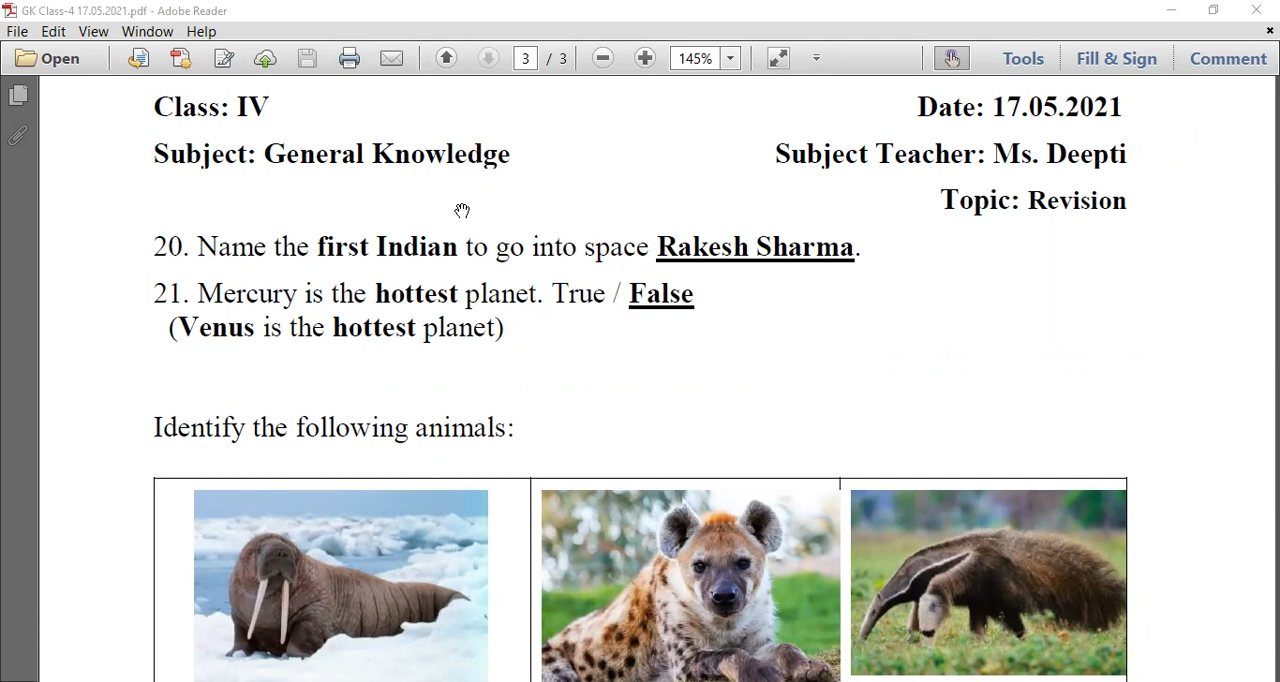 GK Class-4 17.05.2021.pdf - Adobe Reader
File Edit View Window Help
Open 3 / 3 145% Tools Fill & Sign Comment
Class: IV Date: 17.05.2021
Subject: General Knowledge Subject Teacher: Ms. Deepti
Topic: Revision
20. Name the first Indian to go into space Rakesh Sharma.
21. Mercury is the hottest planet. True / False
(Venus is the hottest planet)
Identify the following animals: